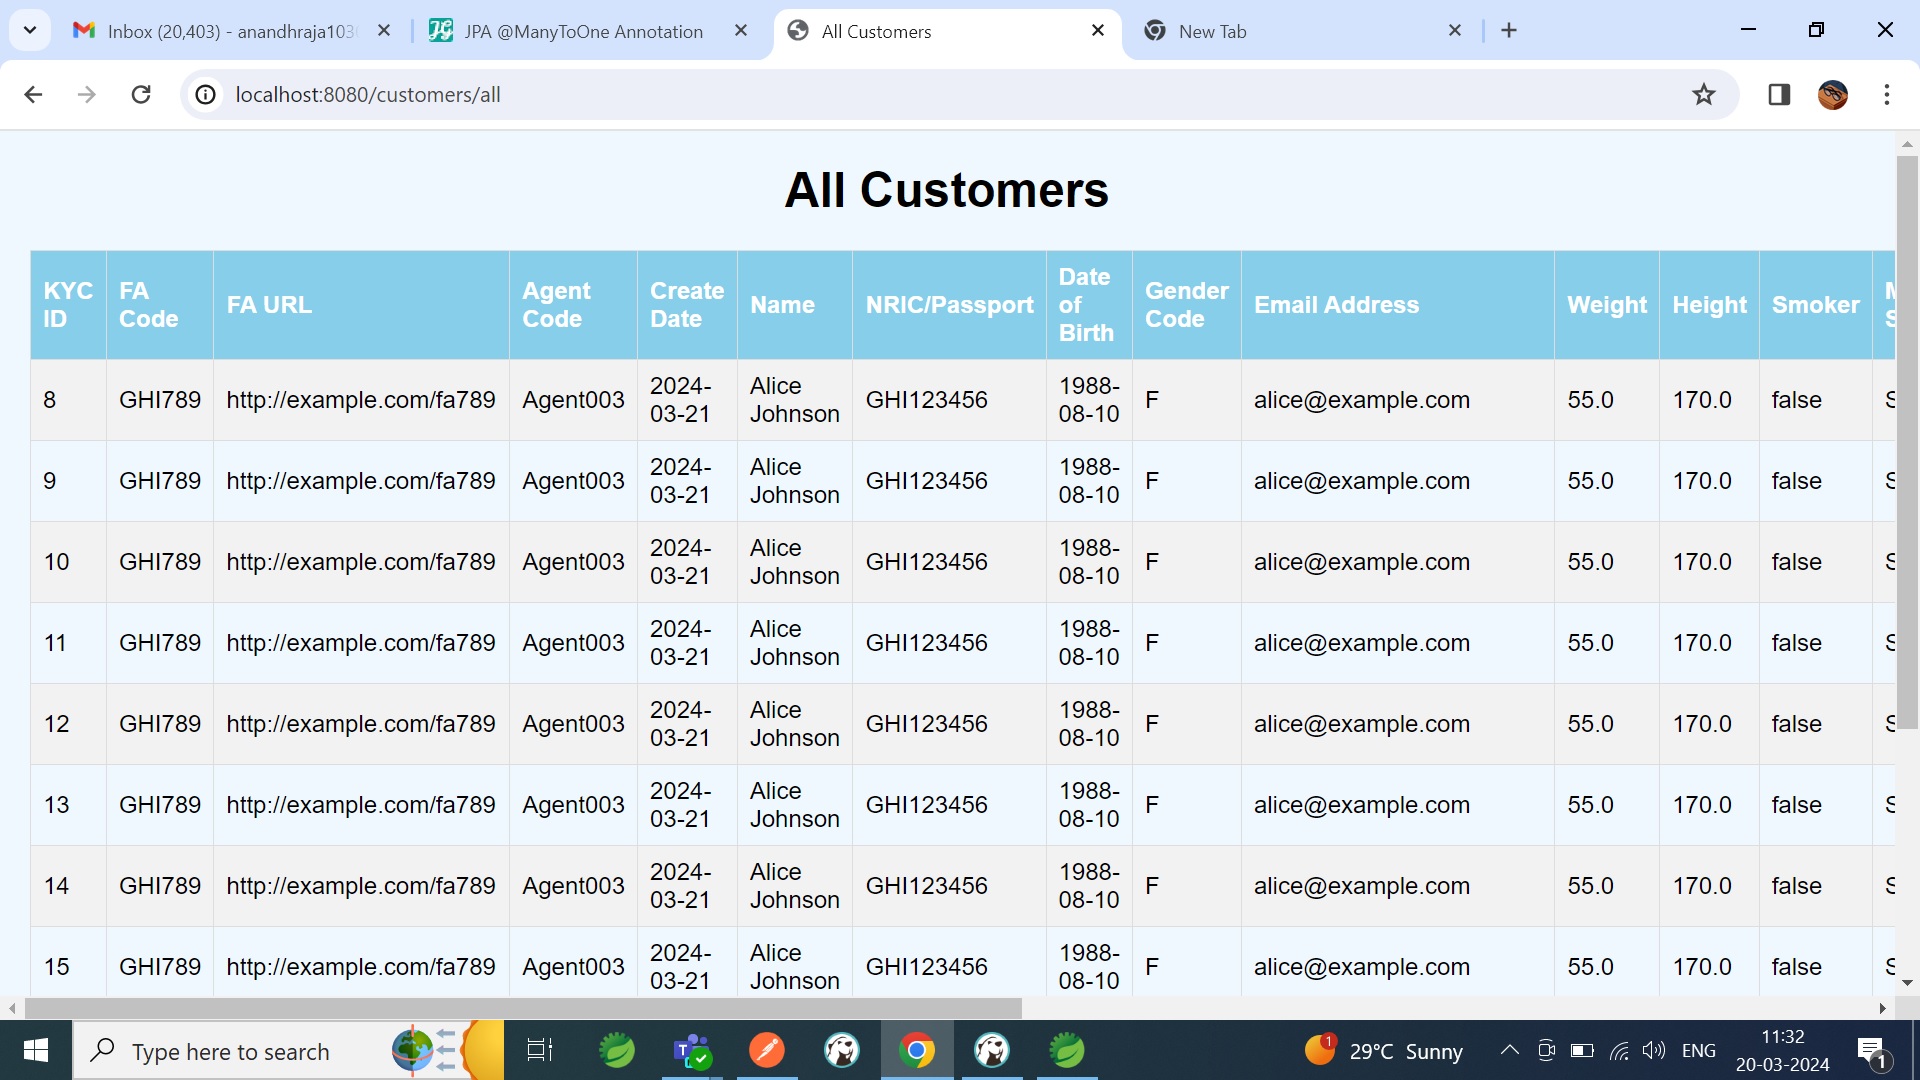 Inbox (20,403) - anandhraja103
JPA @ManyToOne Annotation
All Customers
New Tab
localhost:8080/customers/all
All Customers
KYC ID FA Code FA URL Agent Code Create Date Name NRIC/Passport Date of Birth Gender Code Email Address Weight Height Smoker
8 GHI789 http://example.com/fa789 Agent003 2024-03-21 Alice Johnson GHI123456 1988-08-10 F alice@example.com 55.0 170.0 false
9 GHI789 http://example.com/fa789 Agent003 2024-03-21 Alice Johnson GHI123456 1988-08-10 F alice@example.com 55.0 170.0 false
10 GHI789 http://example.com/fa789 Agent003 2024-03-21 Alice Johnson GHI123456 1988-08-10 F alice@example.com 55.0 170.0 false
11 GHI789 http://example.com/fa789 Agent003 2024-03-21 Alice Johnson GHI123456 1988-08-10 F alice@example.com 55.0 170.0 false
12 GHI789 http://example.com/fa789 Agent003 2024-03-21 Alice Johnson GHI123456 1988-08-10 F alice@example.com 55.0 170.0 false
13 GHI789 http://example.com/fa789 Agent003 2024-03-21 Alice Johnson GHI123456 1988-08-10 F alice@example.com 55.0 170.0 false
14 GHI789 http://example.com/fa789 Agent003 2024-03-21 Alice Johnson GHI123456 1988-08-10 F alice@example.com 55.0 170.0 false
15 GHI789 http://example.com/fa789 Agent003 2024-03-21 Alice Johnson GHI123456 1988-08-10 F alice@example.com 55.0 170.0 false
Type here to search
1
29°C Sunny
ENG
11:32
20-03-2024
1